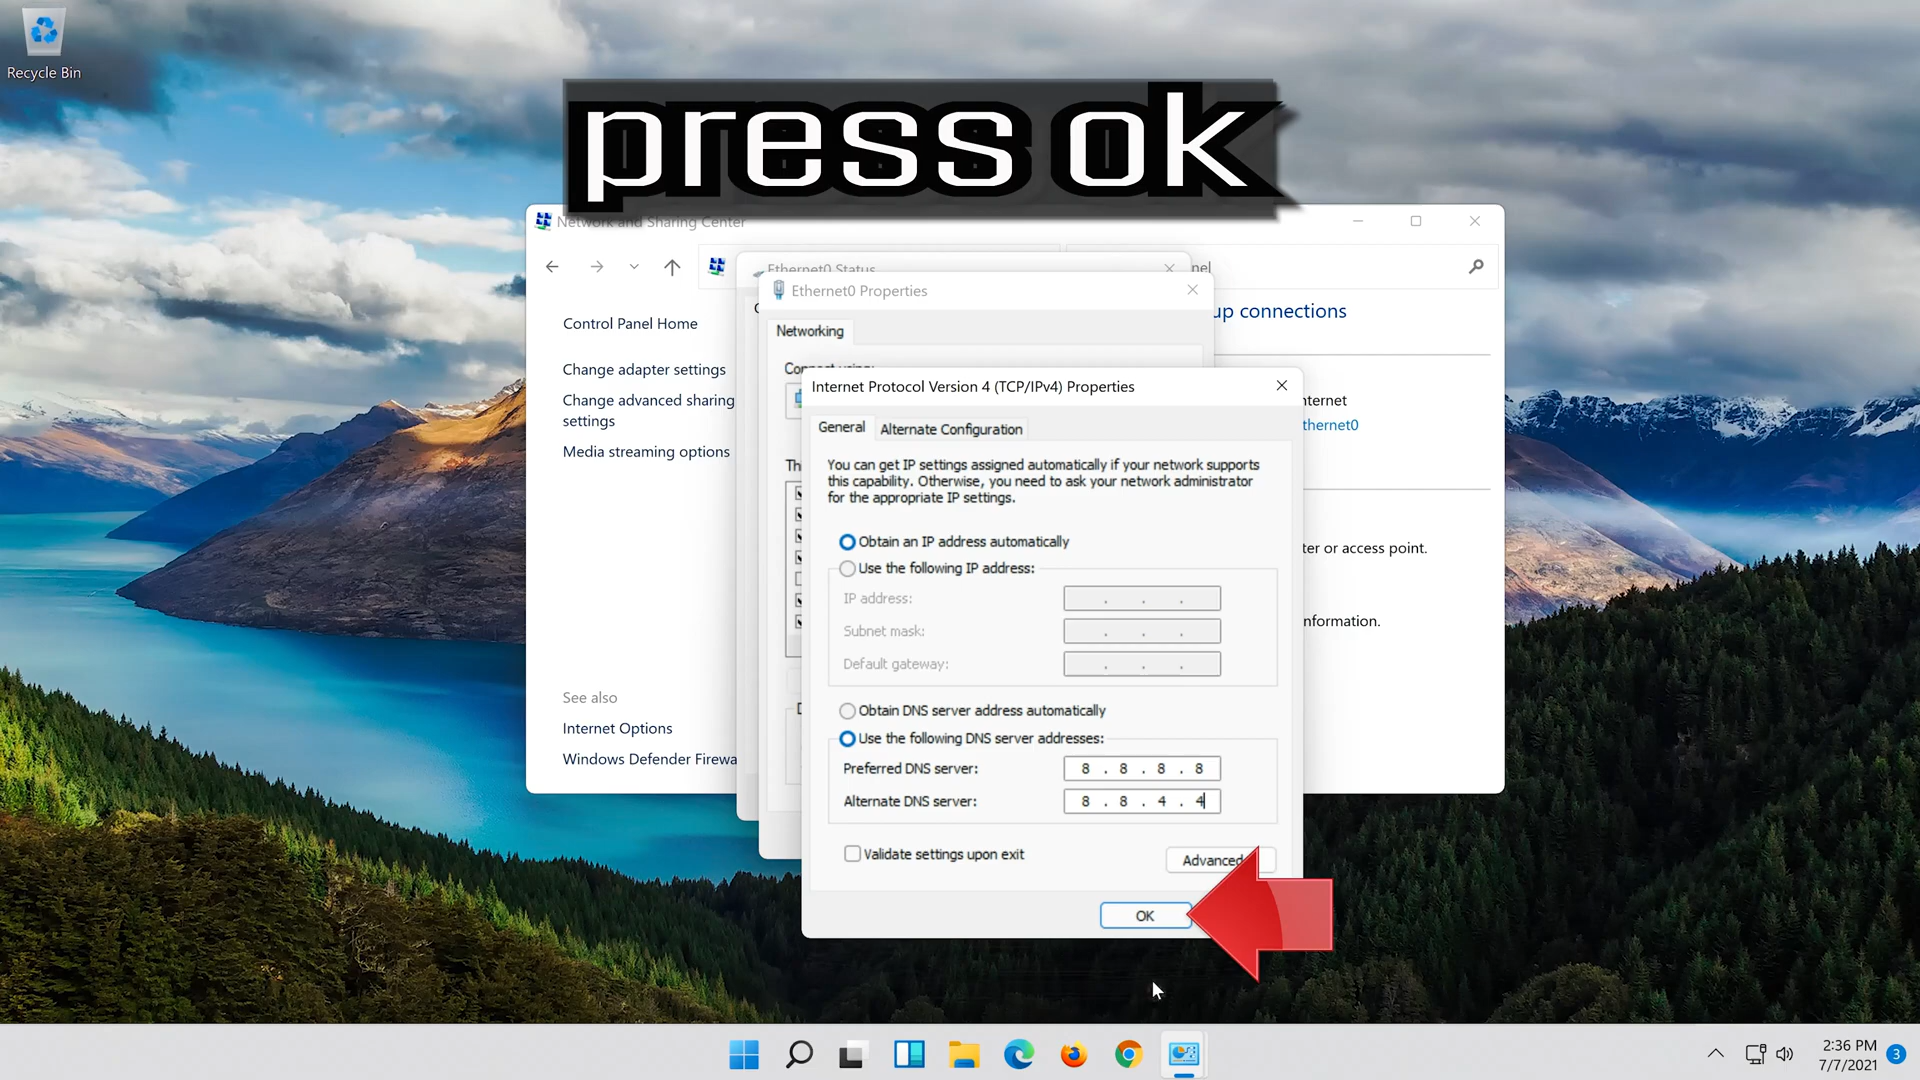 Recycle Bin
press ok
Network and Sharing Center
Ethernet0 Status
nel
Ethernet0 Properties
Control Panel Home
up connections
Networking
Change adapter settings
Connect using:
Internet Protocol Version 4 (TCP/IPv4) Properties
Change advanced sharing
settings
nternet
thernet0
General
Alternate Configuration
Media streaming options
Th
You can get IP settings assigned automatically if your network supports
this capability. Otherwise, you need to ask your network administrator
for the appropriate IP settings.
Obtain an IP address automatically
ter or access point.
Use the following IP address:
IP address:
Subnet mask:
nformation.
Default gateway:
See also
Obtain DNS server address automatically
Internet Options
Use the following DNS server addresses:
Windows Defender Firewa
Preferred DNS server: 8 . 8 . 8 . 8
Alternate DNS server: 8 . 8 . 4 . 4
Validate settings upon exit
Advanced
OK
2:36 PM
7/7/2021
3